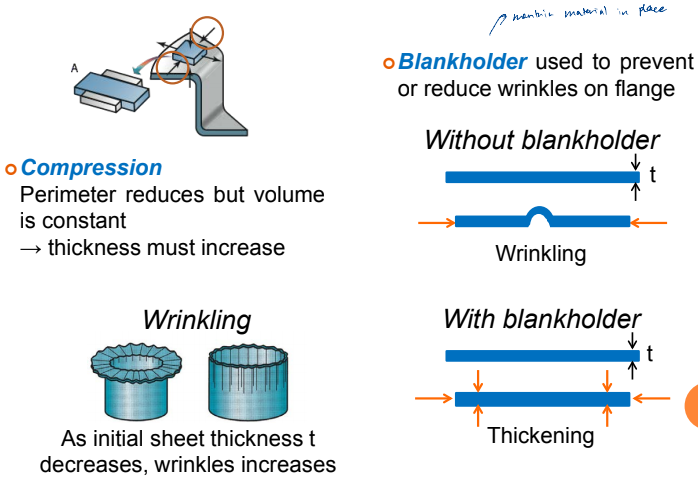 maintain material in place
A
Compression
Perimeter reduces but volume
is constant
→ thickness must increase
Wrinkling
As initial sheet thickness t
decreases, wrinkles increases
Blankholder used to prevent
or reduce wrinkles on flange
Without blankholder
t
Wrinkling
With blankholder
t
Thickening